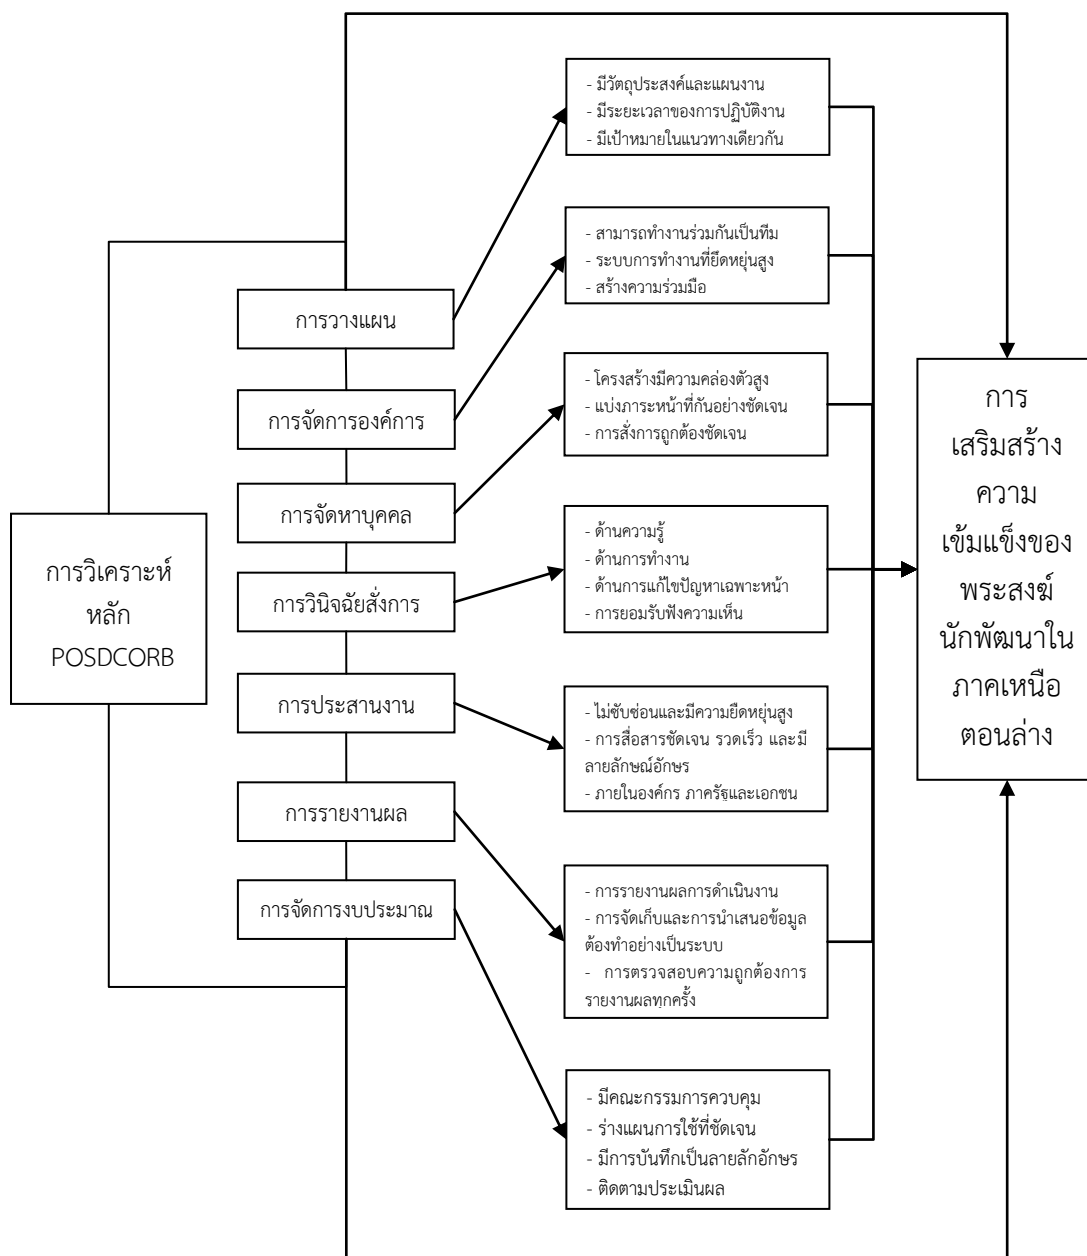 การวิเคราะห์
หลัก
POSDCORB
การวางแผน
การจัดการองค์การ
การจัดหาบุคคล
การวินิจฉัยสั่งการ
การประสานงาน
การรายงานผล
การจัดการงบประมาณ
- มีวัตถุประสงค์และแผนงาน
- มีระยะเวลาของการปฏิบัติงาน
- มีเป้าหมายในแนวทางเดียวกัน
- สามารถทำงานร่วมกันเป็นทีม
- ระบบการทำงานที่ยืดหยุ่นสูง
- สร้างความร่วมมือ
- โครงสร้างมีความคล่องตัวสูง
- แบ่งภาระหน้าที่กันอย่างชัดเจน
- การสั่งการถูกต้องชัดเจน
- ด้านความรู้
- ด้านการทำงาน
- ด้านการแก้ไขปัญหาเฉพาะหน้า
- การยอมรับฟังความเห็น
- ไม่ซับซ่อนและมีความยืดหยุ่นสูง
- การสื่อสารชัดเจน รวดเร็ว และมี
ลายลักษณ์อักษร
- ภายในองค์กร ภาครัฐและเอกชน
- การรายงานผลการดำเนินงาน
- การจัดเก็บและการนำเสนอข้อมูล
ต้องทำอย่างเป็นระบบ
- การตรวจสอบความถูกต้องการ
รายงานผลทุกครั้ง
- มีคณะกรรมการควบคุม
- ร่างแผนการใช้ที่ชัดเจน
- มีการบันทึกเป็นลายลักอักษร
- ติดตามประเมินผล
การ
เสริมสร้าง
ความ
เข้มแข็งของ
พระสงฆ์
นักพัฒนาใน
ภาคเหนือ
ตอนล่าง